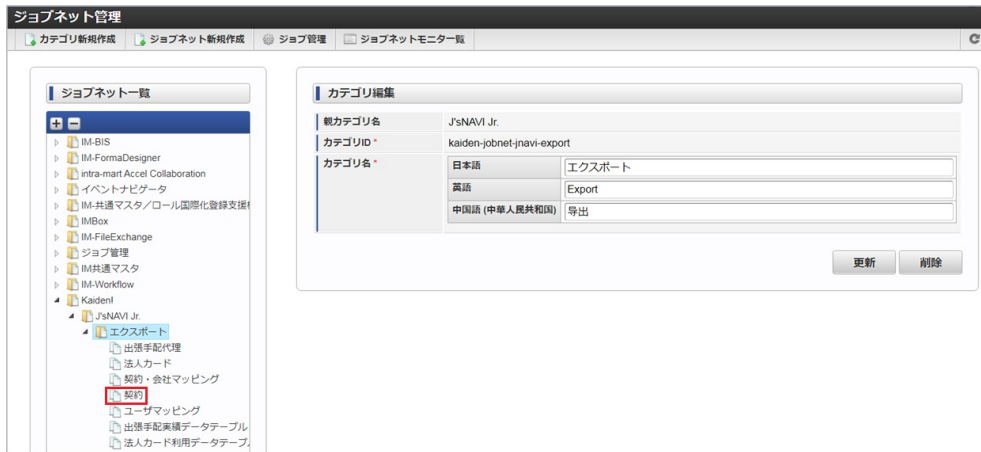 ジョブネット管理
カテゴリ新規作成 ジョブネット新規作成 ジョブ管理 ジョブネットモニタ一覧
ジョブネット一覧
IM-BIS
IM-FormaDesigner
intra-mart Accel Collaboration
イベントナビゲータ
IM-共通マスタ／ロール国際化登録支援
IMBox
IM-FileExchange
ジョブ管理
IM共通マスタ
IM-Workflow
Kaiden!
J'sNAVI Jr.
エクスポート
出張手配代理
法人カード
契約・会社マッピング
契約
ユーザマッピング
出張手配実績データテーブル
法人カード利用データテーブ
カテゴリ編集
親カテゴリ名 J'sNAVI Jr.
カテゴリID * kaiden-jobnet-jnavi-export
カテゴリ名 * 日本語 エクスポート
英語 Export
中国語 (中華人民共和国) 导出
更新 削除